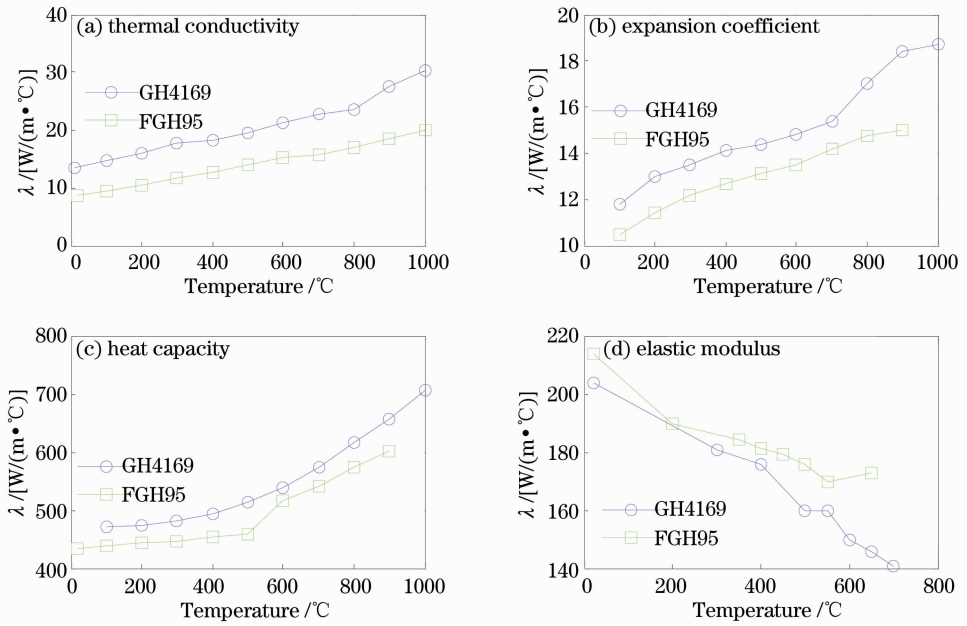 (a) thermal conductivity
λ /[W/(m•℃)]
40
30
20
10
0
GH4169
FGH95
0 200 400 600 800 1000
Temperature /℃
(b) expansion coefficient
λ /[W/(m•℃)]
20
18
16
14
12
10
GH4169
FGH95
0 200 400 600 800 1000
Temperature /℃
(c) heat capacity
λ /[W/(m•℃)]
800
700
600
500
400
GH4169
FGH95
0 200 400 600 800 1000
Temperature /℃
(d) elastic modulus
λ /[W/(m•℃)]
220
200
180
160
140
GH4169
FGH95
0 200 400 600 800
Temperature /℃